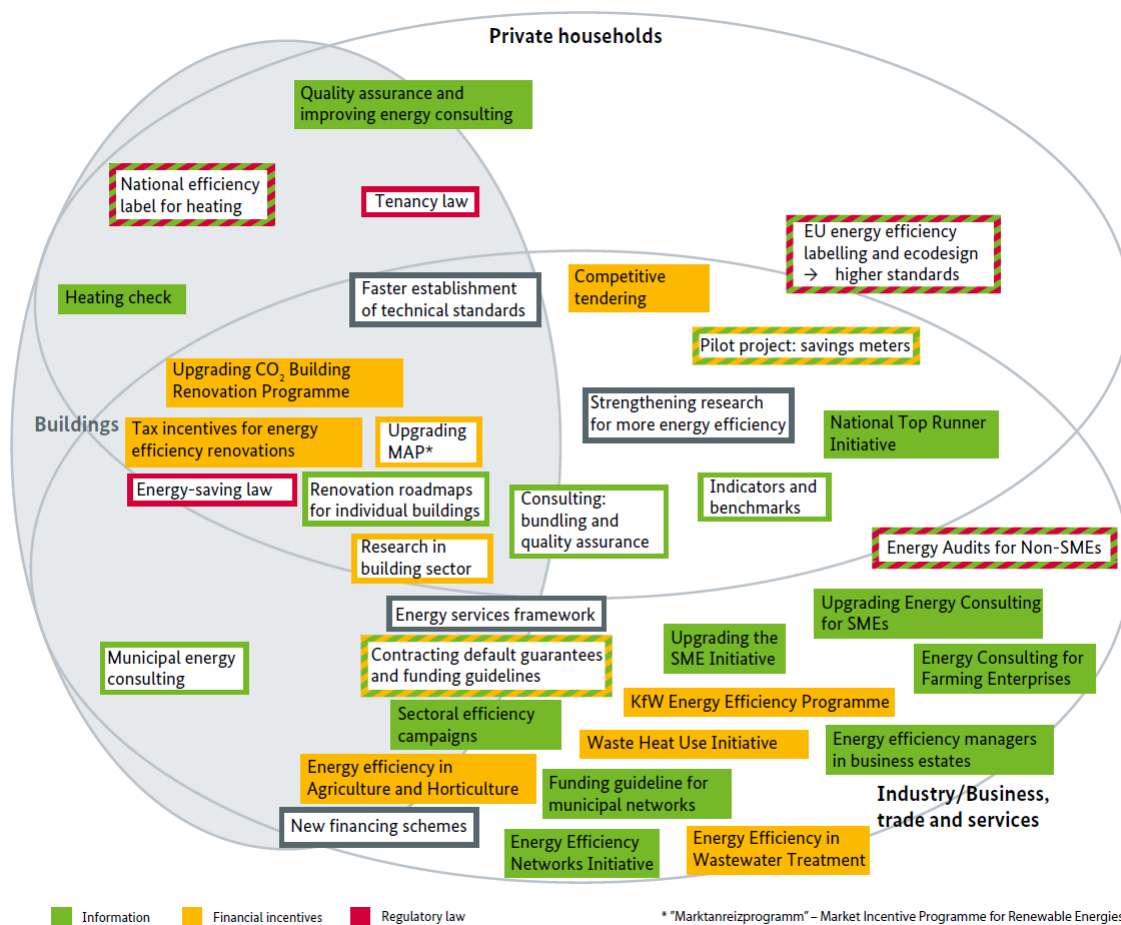 Private households
Quality assurance and
improving energy consulting
National efficiency
label for heating
Tenancy law
EU energy efficiency
labelling and ecodesign
→ higher standards
Heating check
Faster establishment
of technical standards
Competitive
tendering
Pilot project: savings meters
Upgrading CO₂ Building
Renovation Programme
Strengthening research
for more energy efficiency
National Top Runner
Initiative
Buildings
Tax incentives for energy
efficiency renovations
Upgrading
MAP*
Energy-saving law
Renovation roadmaps
for individual buildings
Consulting:
bundling and
quality assurance
Indicators and
benchmarks
Research in
building sector
Energy Audits for Non-SMEs
Energy services framework
Upgrading Energy Consulting
for SMEs
Municipal energy
consulting
Contracting default guarantees
and funding guidelines
Upgrading the
SME Initiative
Energy Consulting for
Farming Enterprises
KfW Energy Efficiency Programme
Sectoral efficiency
campaigns
Waste Heat Use Initiative
Energy efficiency managers
in business estates
Energy efficiency in
Agriculture and Horticulture
Funding guideline for
municipal networks
Industry/Business,
trade and services
New financing schemes
Energy Efficiency
Networks Initiative
Energy Efficiency in
Wastewater Treatment
Information
Financial incentives
Regulatory law
* "Marktanreizprogramm" – Market Incentive Programme for Renewable Energies